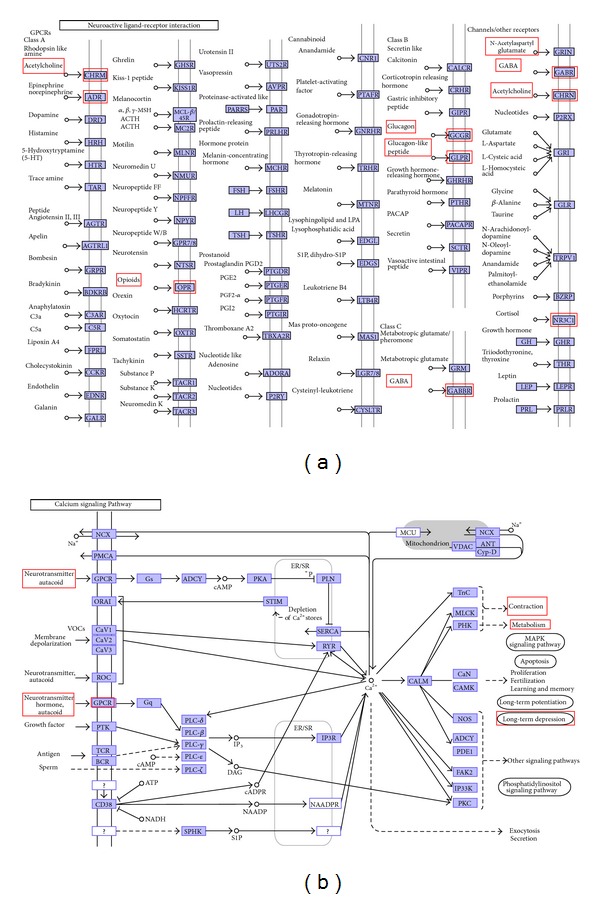 Neuroactive ligand-receptor interaction
GPCRs
Class A
Rhodopsin like
amine
Acetylcholine
CHRM
Epinephrine
norepinephrine
ADR
Dopamine
DRD
Histamine
HRH
5-Hydroxytryptamine
(5-HT)
HTR
Trace amine
TAR
Peptide
Angiotensin II, III
AGTR
Apelin
AGTRL1
Bombesin
GRPR
Bradykinin
BDKRB
Anaphylatoxin
C3a
C3AR
C5a
C5R
Lipoxin A4
FPRL
Cholecystokinin
CCKR
Endothelin
EDNR
Galanin
GALR
Ghrelin
GHSR
Kiss-1 peptide
KISS1R
Melanocortin
α, β, γ-MSH
ACTH
ACTH
MC2R
Motilin
MLNR
Neuromedin U
NMUR
Neuropeptide FF
NPFFR
Neuropeptide Y
NPYR
Neuropeptide W/B
GPR7/8
Neurotensin
NTSR
Opioids
OPR
Orexin
HCRTR
Oxytocin
OXTR
Somatostatin
SSTR
Tachykinin
Substance P
TACR1
Substance K
TACR2
Neuromedin K
TACR3
Urotensin II
UTS2R
Vasopressin
AVPR
Proteinase-activated like
PARRS
PAR
Prolactin-releasing
peptide
PRLHR
Hormone protein
Melanin-concentrating
hormone
MCHR
FSH
FSHR
LH
LHCGR
TSH
TSHR
Prostanoid
Prostaglandin PGD2
PTGDR
PGE2
PTGER
PGF2-α
PTGFR
PGI2
PTGIR
Thromboxane A2
TBXA2R
Nucleotide like
Adenosine
ADORA
Nucleotides
P2RY
Cannabinoid
Anandamide
CNR1
Platelet-activating
factor
PTAFR
Gonadotropin-releasing
hormone
GNRHR
Thyrotropin-releasing
hormone
TRHR
Melatonin
MTNR
Lysophingolipid and LPA
Lysophosphatidic acid
EDGL
S1P, dihydro-S1P
EDGS
Leukotriene B4
LTB4R
Mas proto-oncogene
MAS1
Relaxin
LGR7/8
Cysteinyl-leukotriene
CYSLTR
Class B
Secretin like
Calcitonin
CALCR
Corticotropin releasing
hormone
CRHR
Gastric inhibitory
peptide
GIPR
Glucagon
GCGR
Glucagon-like
peptide
GLPR
Growth hormone-
releasing hormone
GHRHR
Parathyroid hormone
PTHR
PACAP
PACAPR
Secretin
SCTR
Vasoactive intestinal
peptide
VIPR
Class C
Metabotropic glutamate/
pheromone
Metabotropic glutamate
GRM
GABA
GABBR
Channels/other receptors
N-Acetylaspartyl
glutamate
GRIN
GABA
GABR
Acetylcholine
CHRN
Nucleotides
P2RX
Glutamate
L-Aspartate
L-Cysteic acid
L-Homocysteic
acid
GRI
Glycine
β-Alanine
Taurine
GLR
N-Arachidonoyl-
dopamine
N-Oleoyl-
dopamine
Anandamide
Palmitoyl-
ethanolamide
TRPV1
Porphyrins
BZRP
Cortisol
NR3C1
Growth hormone
GH
GHR
Triiodothyronine,
thyroxine
THR
Leptin
LEP
LEPR
Prolactin
PRL
PRLR
(a)
Calcium signaling Pathway
NCX
Na+
PMCA
Neurotransmitter
autacoid
GPCR
Gs
ADCY
cAMP
PKA
ER/SR
P
PLN
ORAI
STIM
Depletion
of Ca2+ stores
VOCs
Membrane
depolarization
CaV1
CaV2
CaV3
SERCA
RYR
Neurotransmitter,
autacoid
ROC
Neurotransmitter
hormone,
autacoid
GPCR
Gq
Growth factor
PTK
PLC-δ
PLC-β
PLC-γ
PLC-ε
PLC-ζ
Antigen
TCR
BCR
cAMP
Sperm
IP3
DAG
ER/SR
IP3R
?
ATP
cADPR
CD38
NAADP
NAADPR
NADH
?
SPHK
S1P
?
MCU
Mitochondrion
VDAC
NCX
ANT
Cyp-D
Na+
Ca2+
CALM
TnC
MLCK
PHK
Contraction
Metabolism
MAPK
signaling pathway
Apoptosis
CaN
CAMK
Proliferation
Fertilization
Learning and memory
Long-term potentiation
Long-term depression
NOS
ADCY
PDE1
FAK2
IP33K
PKC
Other signaling pathways
Phosphatidylinositol
signaling pathway
Exocytosis
Secretion
(b)